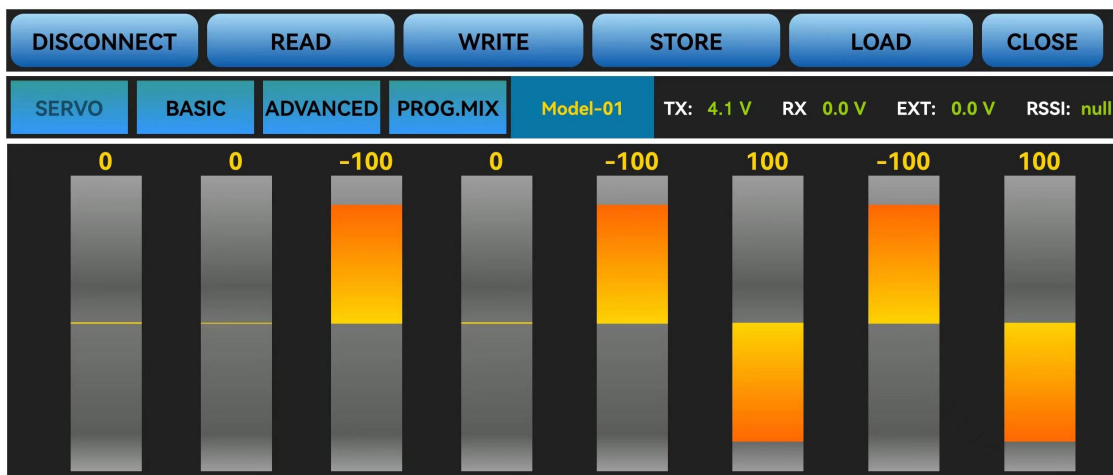 DISCONNECT READ WRITE STORE LOAD CLOSE
SERVO BASIC ADVANCED PROG.MIX Model-01 TX: 4.1 V RX 0.0 V EXT: 0.0 V RSSI: null
0 0 -100 0 -100 100 -100 100